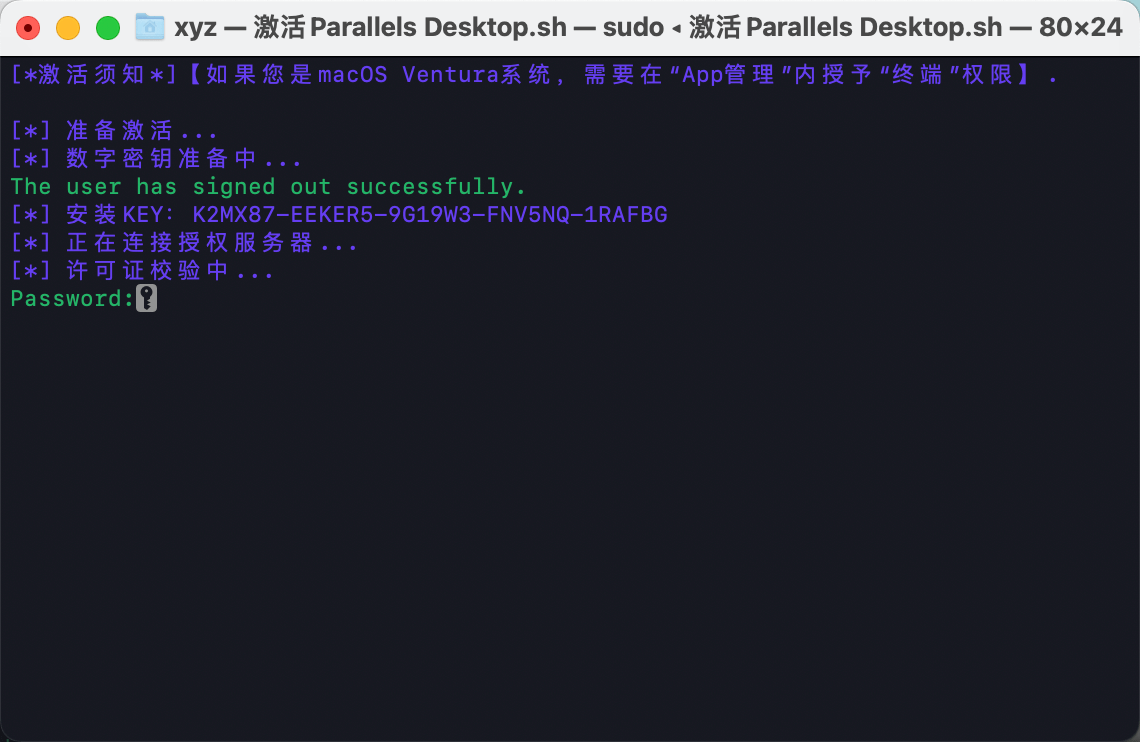 xyz — 激活 Parallels Desktop.sh — sudo ◂ 激活 Parallels Desktop.sh — 80×24
[*激活须知*]【如果您是macOS Ventura系统, 需要在“App管理”内授予“终端”权限】.
[*] 准备激活...
[*] 数字密钥准备中...
The user has signed out successfully.
[*] 安装KEY: K2MX87-EEKER5-9G19W3-FNV5NQ-1RAFBG
[*] 正在连接授权服务器...
[*] 许可证校验中...
Password: